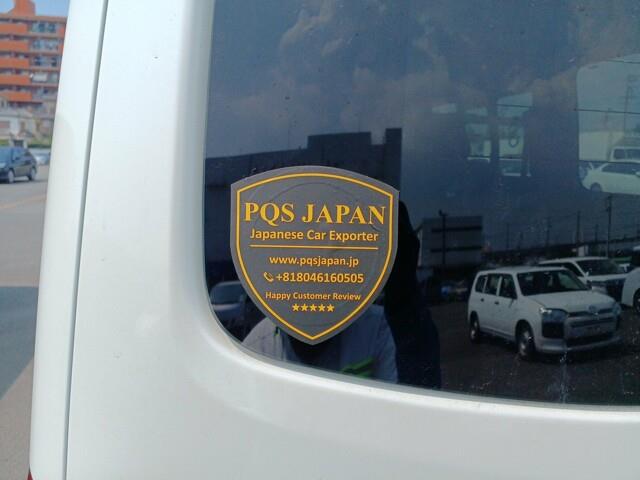 PQS JAPAN
Japanese Car Exporter
www.pqsjapan.jp
+818046160505
Happy Customer Review